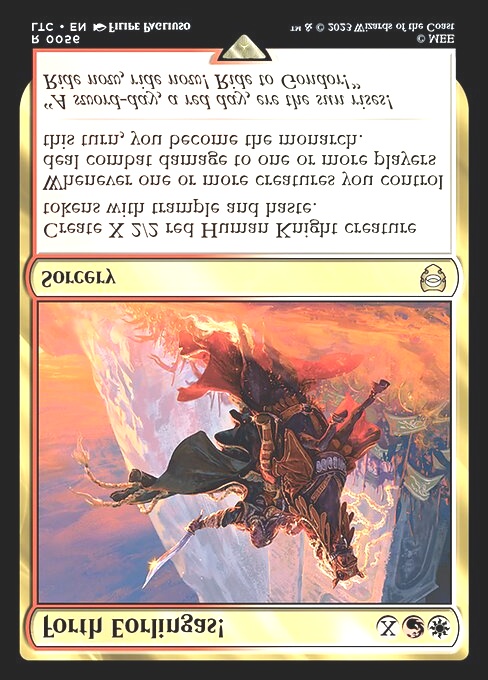 Forth Eorlingas! X
Sorcery
Create X 2/2 red Human Knight creature
tokens with trample and haste.
Whenever one or more creatures you control
deal combat damage to one or more players
this turn, you become the monarch.
"A sword-day, a red day, ere the sun rises!
Ride now, ride now! Ride to Gondor!"
R 0056 © MEE
LTC • EN Filipe Pagliuso ™ & © 2023 Wizards of the Coast